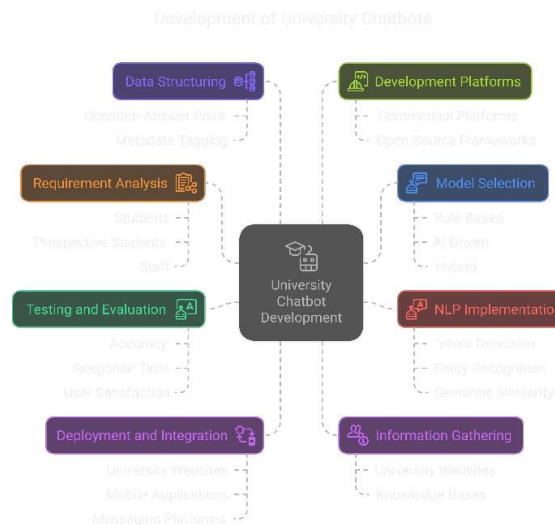 Development of University Chatbots
Data Structuring
Question-Answer Pairs
Metadata Tagging
Requirement Analysis
Students
Prospective Students
Staff
Testing and Evaluation
Accuracy
Response Time
User Satisfaction
Deployment and Integration
University Websites
Mobile Applications
Messaging Platforms
University
Chatbot
Development
Development Platforms
Commercial Platforms
Open-Source Frameworks
Model Selection
Rule-Based
AI-Driven
Hybrid
NLP Implementation
Intent Detection
Entity Recognition
Semantic Similarity
Information Gathering
University Websites
Knowledge Bases